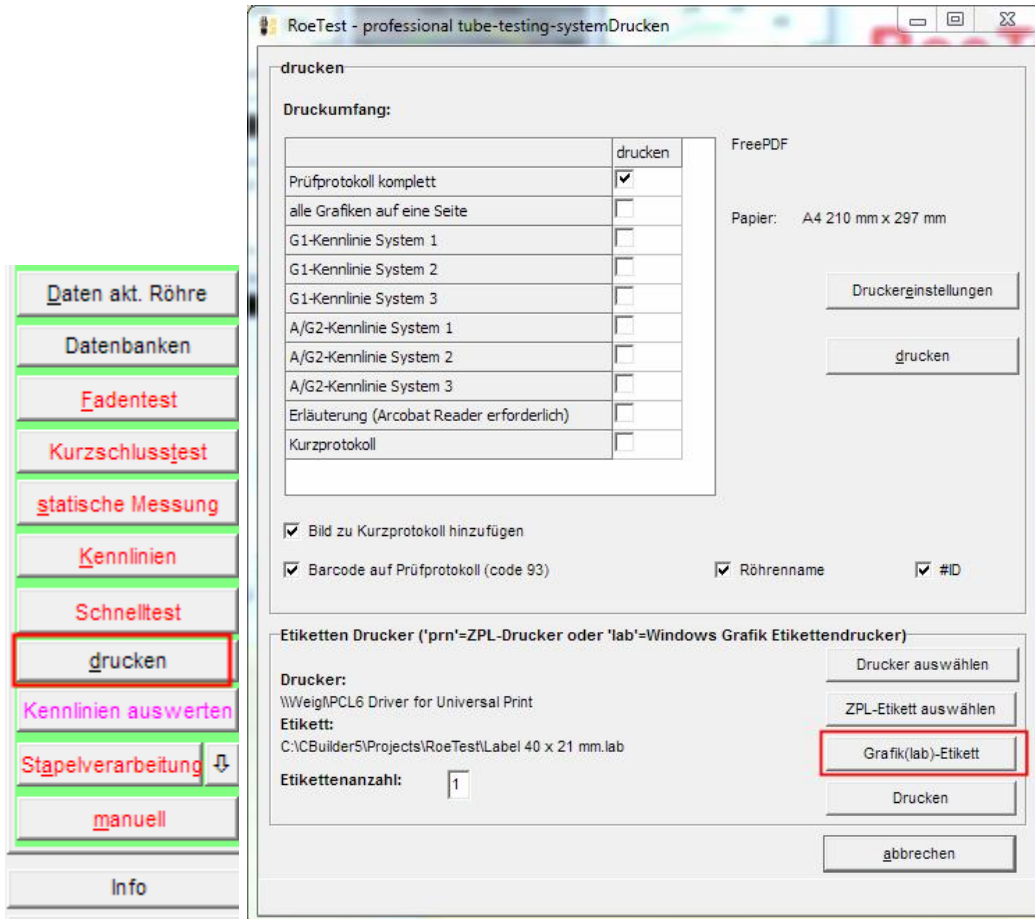 Daten akt. Röhre
Datenbanken
Fadentest
Kurzschlusstest
statische Messung
Kennlinien
Schnelltest
drucken
Kennlinien auswerten
Stapelverarbeitung
manuell
Info
RoeTest - professional tube-testing-systemDrucken
drucken
Druckumfang:
drucken
Prüfprotokoll komplett
alle Grafiken auf eine Seite
G1-Kennlinie System 1
G1-Kennlinie System 2
G1-Kennlinie System 3
A/G2-Kennlinie System 1
A/G2-Kennlinie System 2
A/G2-Kennlinie System 3
Erläuterung (Arcobat Reader erforderlich)
Kurzprotokoll
FreePDF
Papier: A4 210 mm x 297 mm
Druckereinstellungen
drucken
Bild zu Kurzprotokoll hinzufügen
Barcode auf Prüfprotokoll (code 93) Röhrenname #ID
Etiketten Drucker ('prn'=ZPL-Drucker oder 'lab'=Windows Grafik Etikettendrucker)
Drucker:
\\Weigl\PCL6 Driver for Universal Print
Etikett:
C:\CBuilder5\Projects\RoeTest\Label 40 x 21 mm.lab
Etikettenanzahl: 1
Drucker auswählen
ZPL-Etikett auswählen
Grafik(lab)-Etikett
Drucken
abbrechen